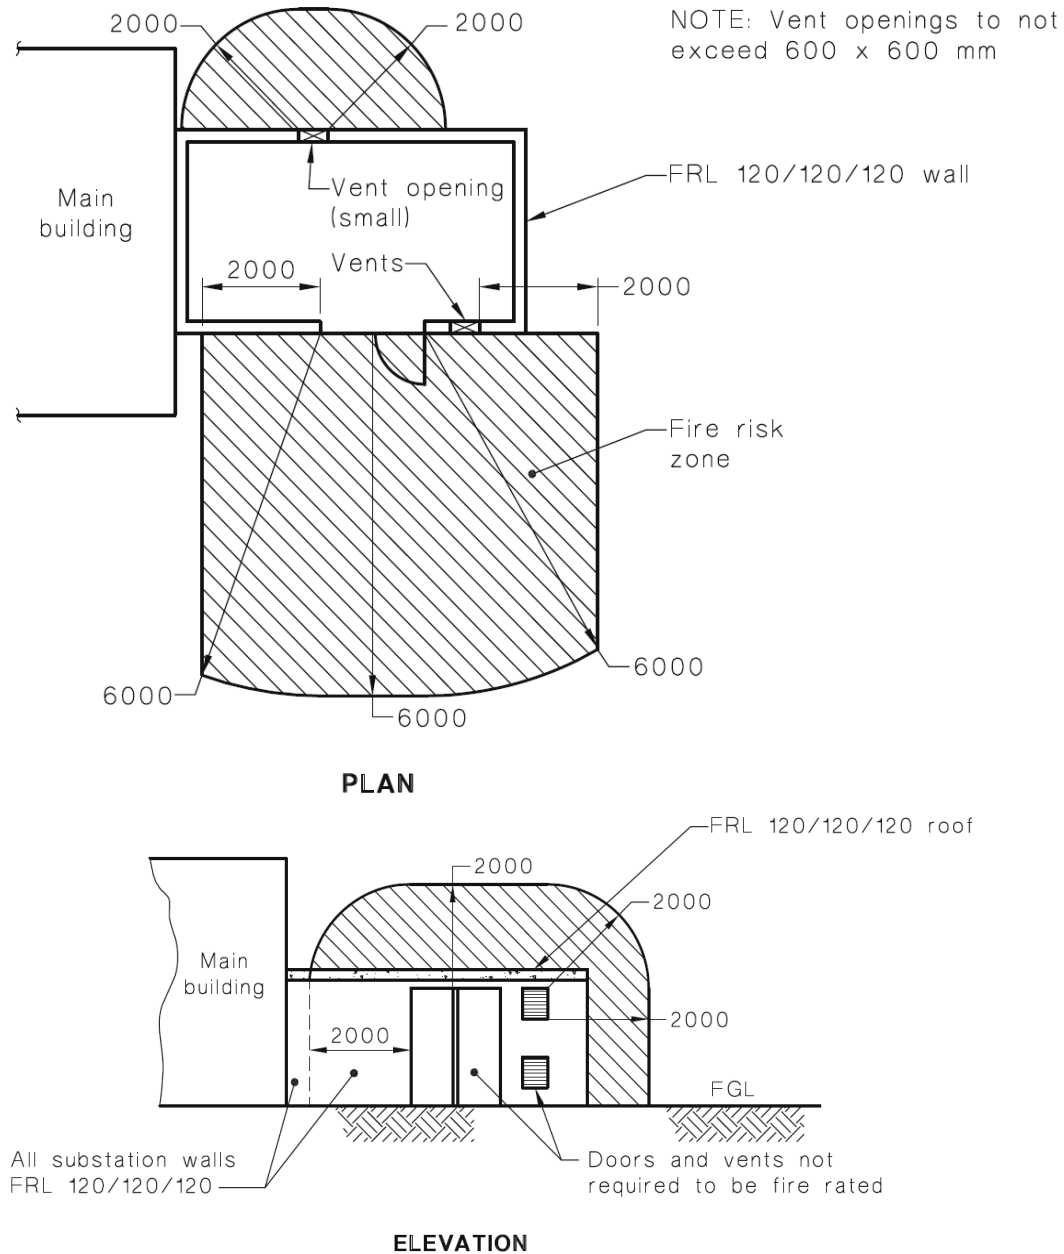 2000
2000
NOTE: Vent openings to not
exceed 600 x 600 mm
Main
building
Vent opening
(small)
FRL 120/120/120 wall
2000
Vents
2000
Fire risk
zone
6000
6000
6000
PLAN
FRL 120/120/120 roof
2000
2000
Main
building
2000
2000
FGL
All substation walls
FRL 120/120/120
Doors and vents not
required to be fire rated
ELEVATION